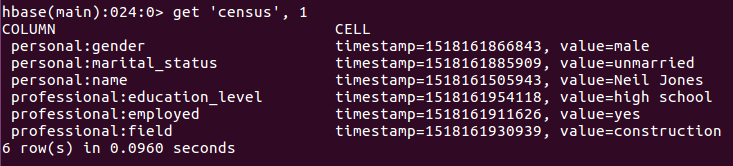 hbase(main):024:0> get 'census', 1
COLUMN CELL
personal:gender timestamp=1518161866843, value=male
personal:marital_status timestamp=1518161885909, value=unmarried
personal:name timestamp=1518161505943, value=Neil Jones
professional:education_level timestamp=1518161954118, value=high school
professional:employed timestamp=1518161911626, value=yes
professional:field timestamp=1518161930939, value=construction
6 row(s) in 0.0960 seconds